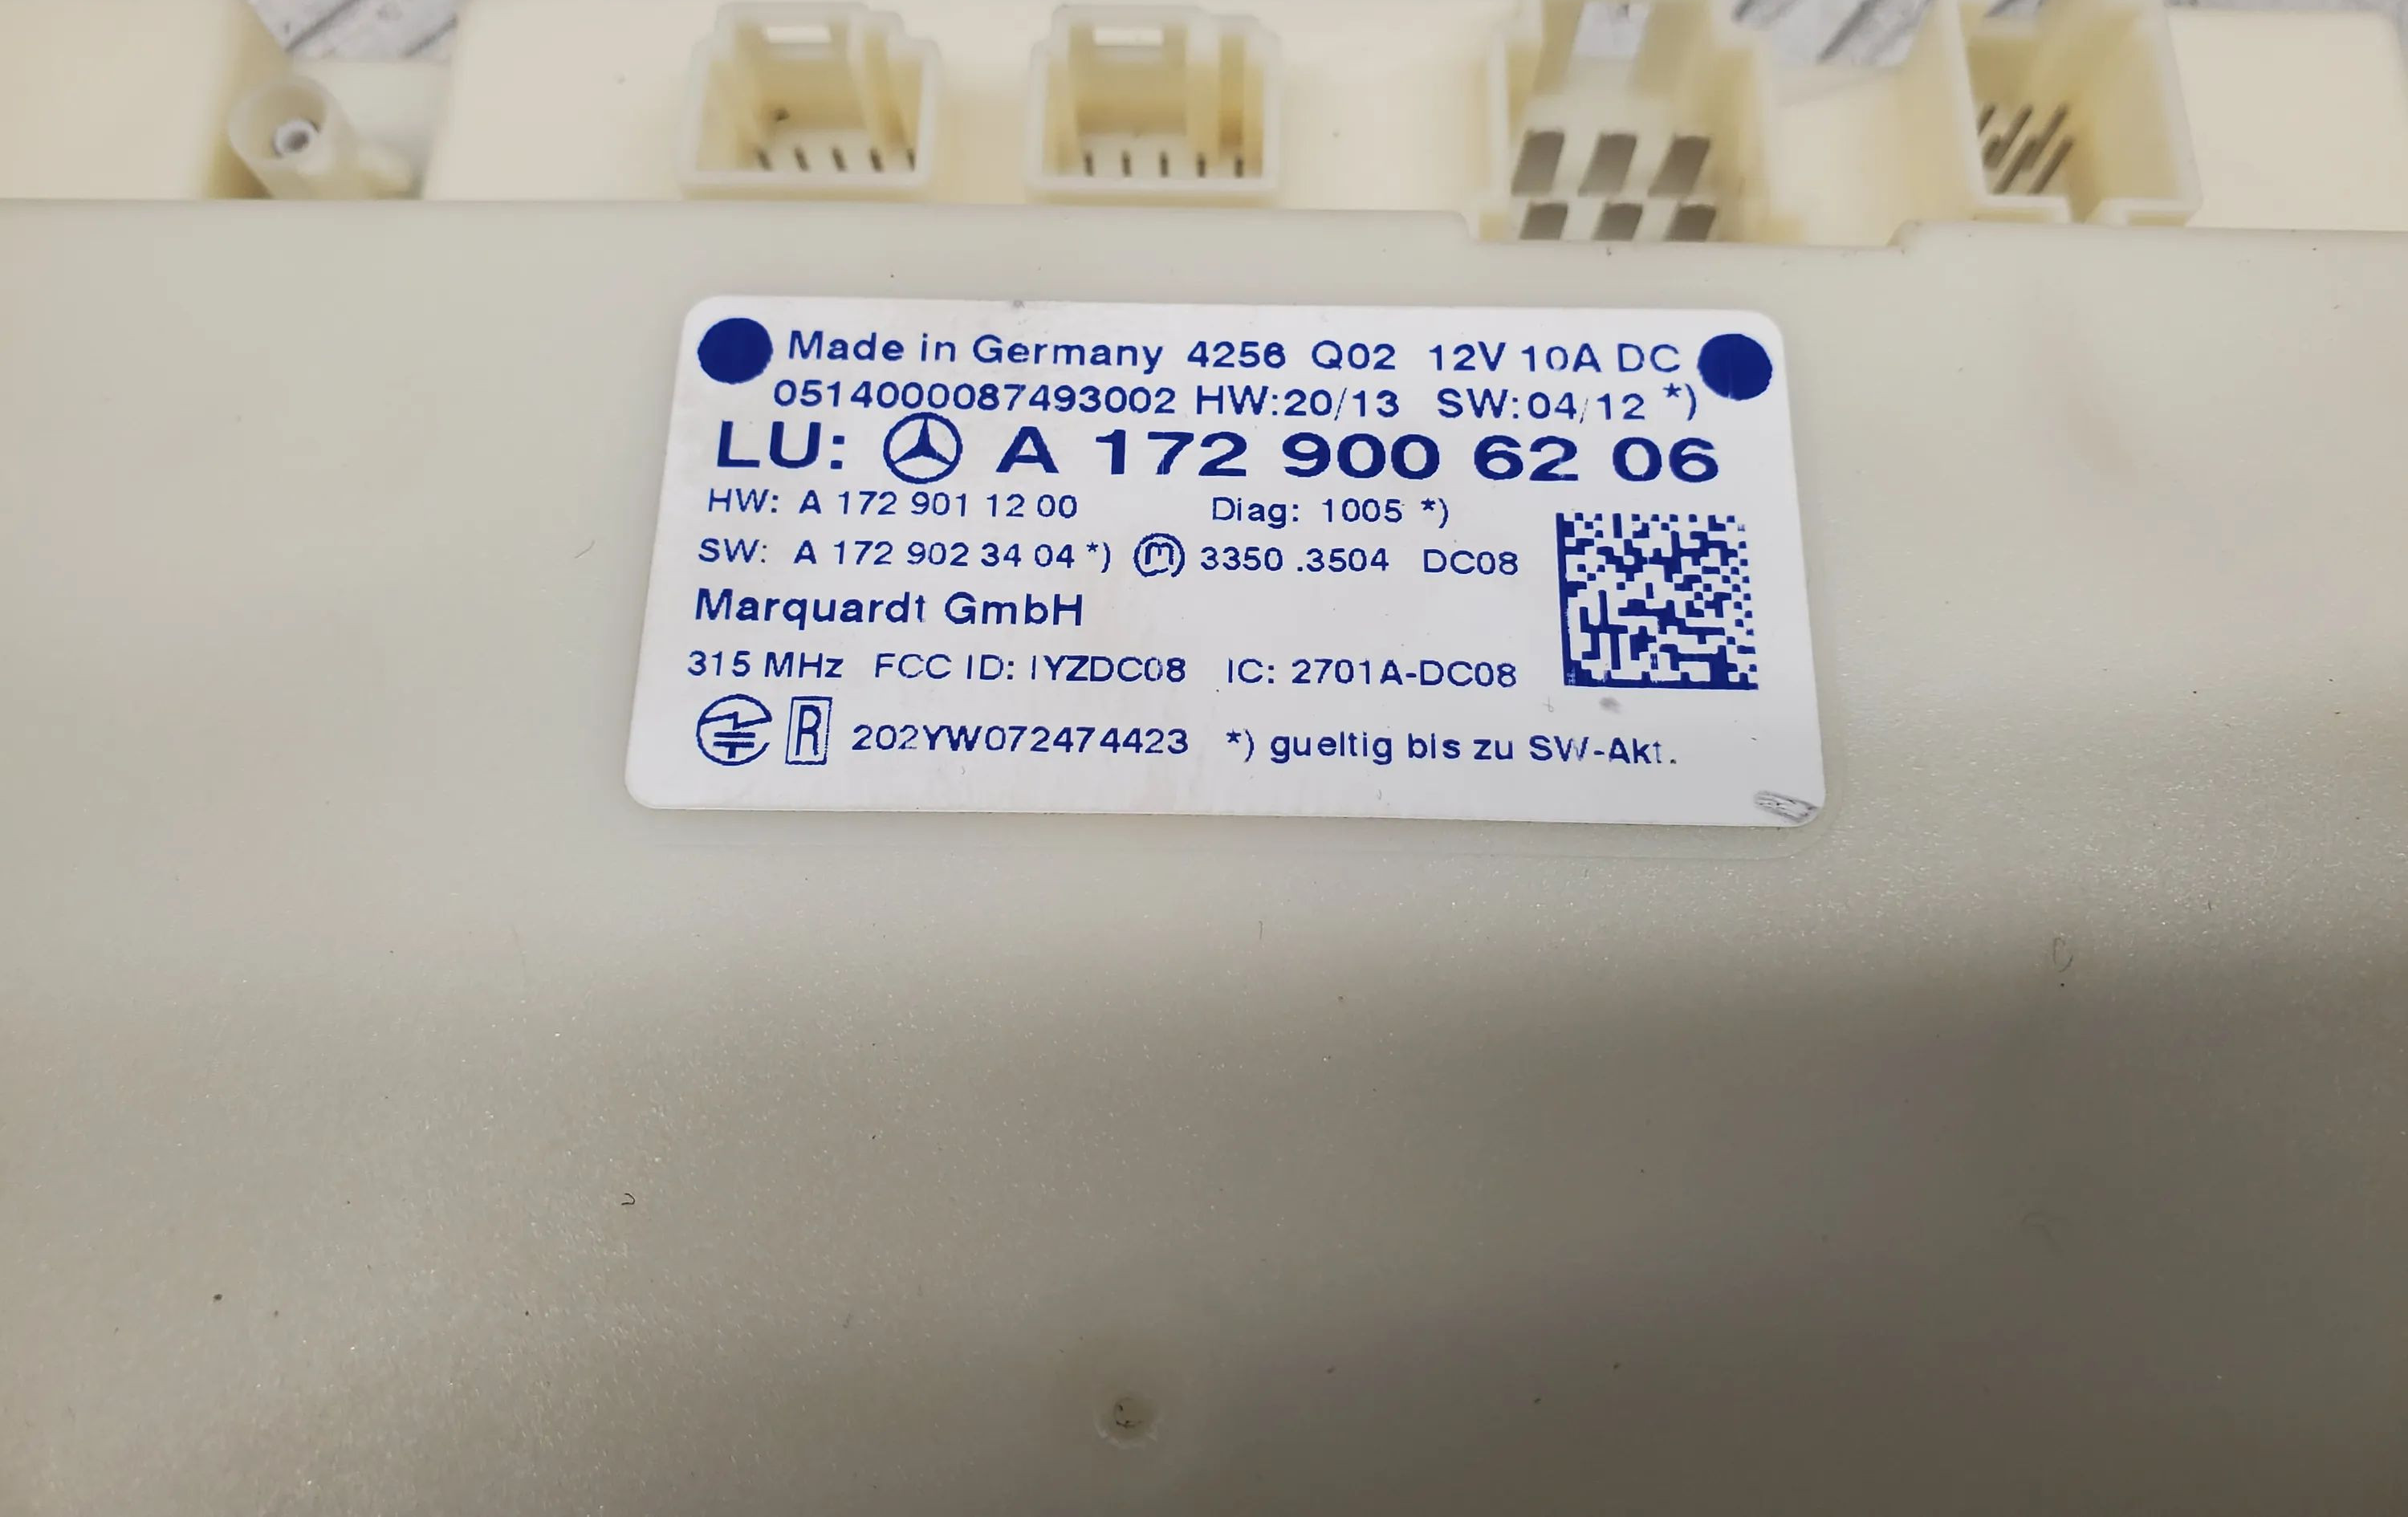 Made in Germany 4256 Q02 12V 10A DC
0514000087493002 HW:20/13 SW:04/12 *)
LU: A 172 900 62 06
HW: A 172 901 12 00 Diag: 1005 *)
SW: A 172 902 34 04 *) m 3350 .3504 DC08
Marquardt GmbH
315 MHz FCC ID: IYZDC08 IC: 2701A-DC08
R 202YW072474423 *) gueltig bis zu SW-Akt.